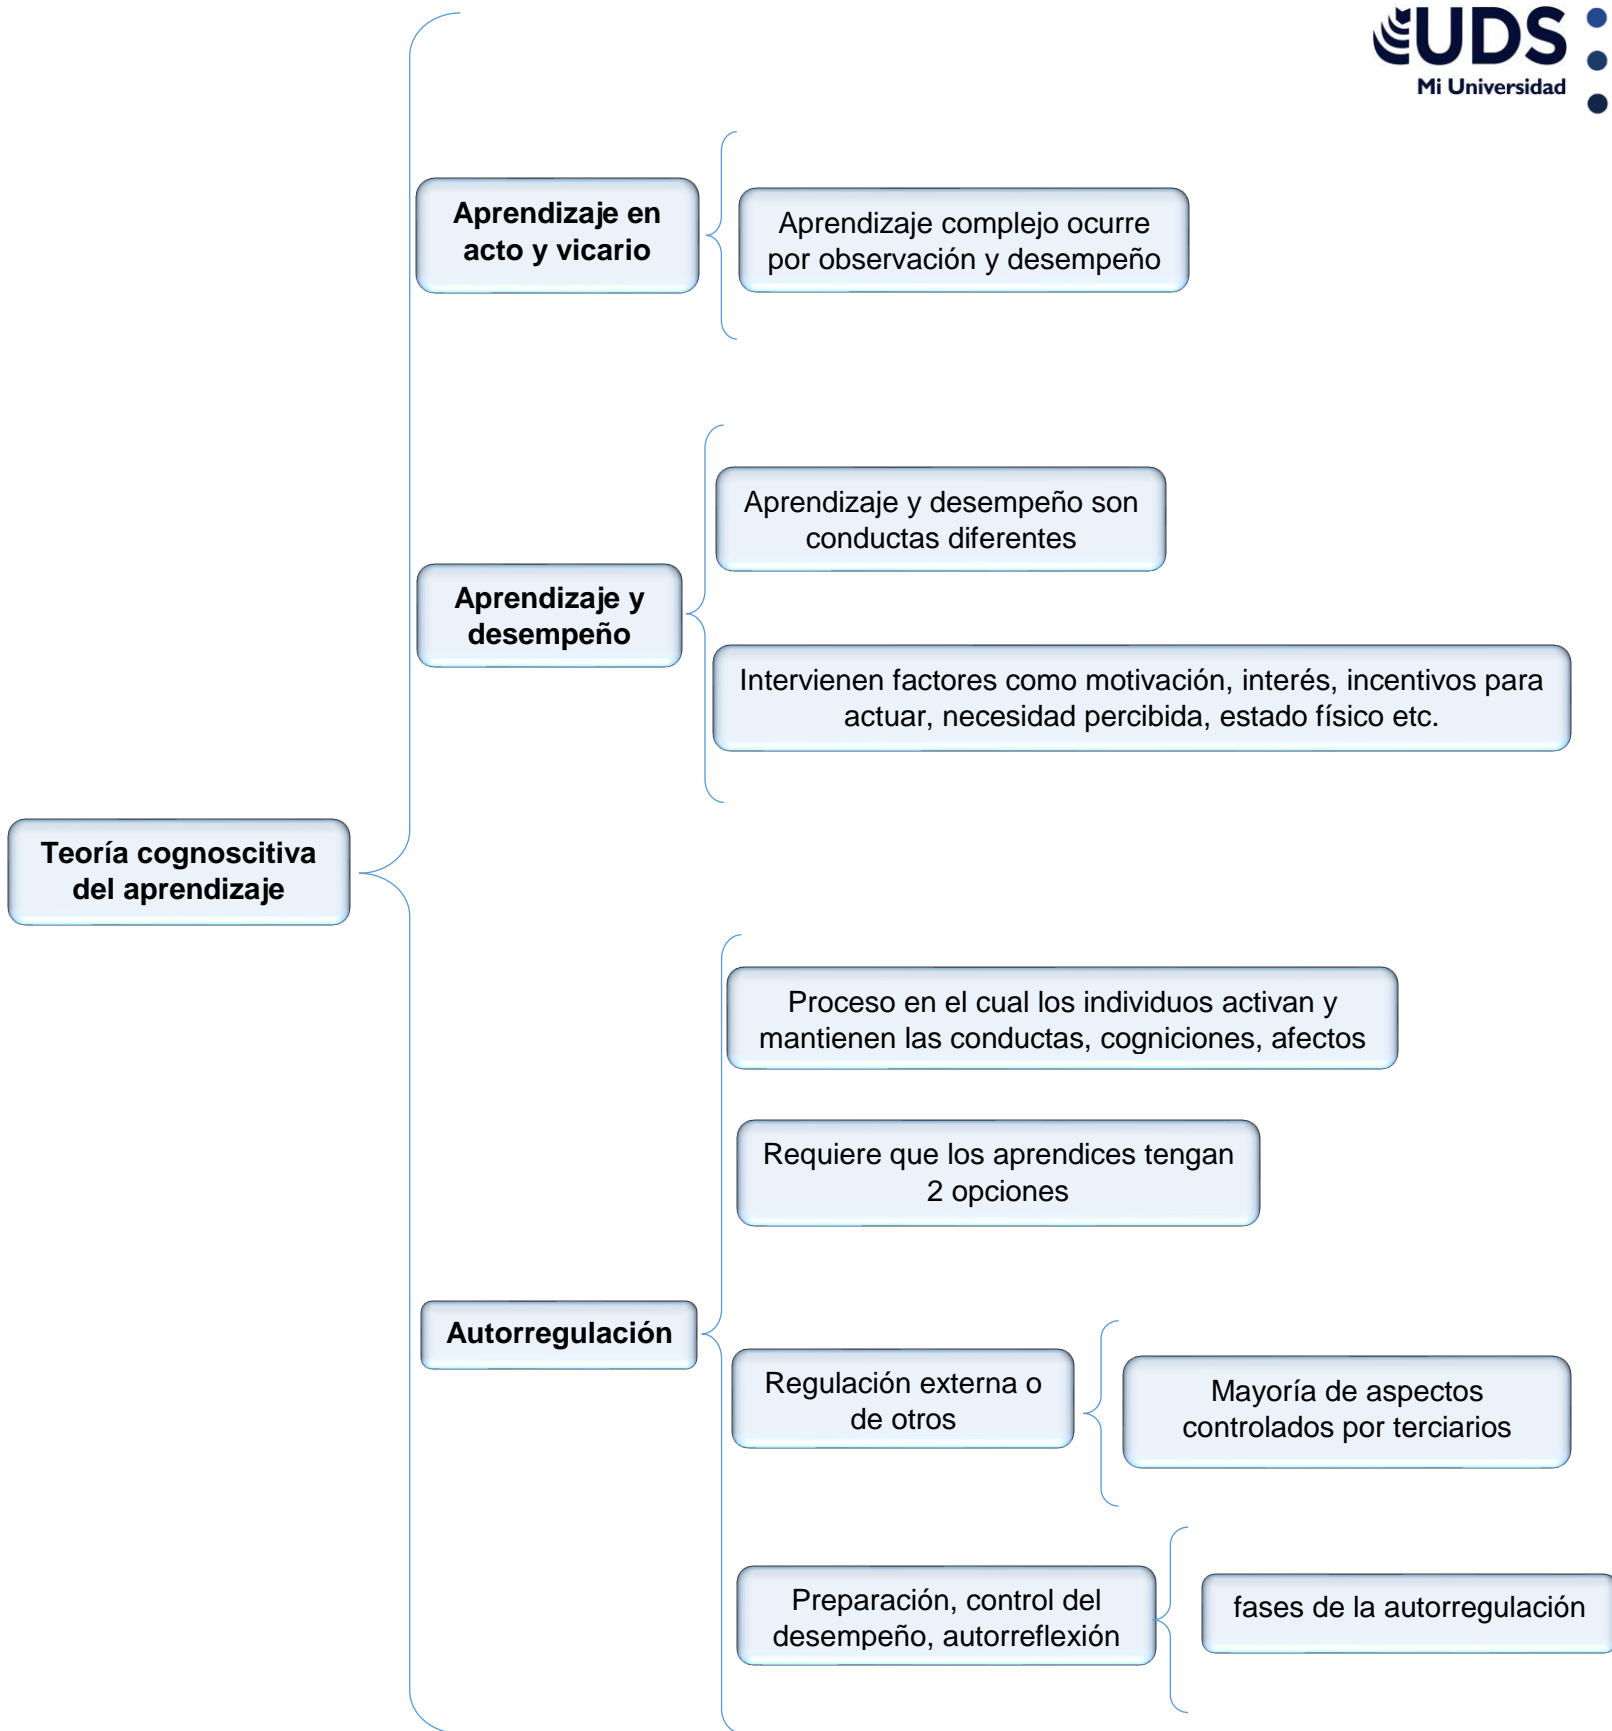 UDS
Mi Universidad
Aprendizaje en
acto y vicario
Aprendizaje complejo ocurre
por observación y desempeño
Aprendizaje y desempeño son
conductas diferentes
Aprendizaje y
desempeño
Intervienen factores como motivación, interés, incentivos para
actuar, necesidad percibida, estado físico etc.
Teoría cognoscitiva
del aprendizaje
Proceso en el cual los individuos activan y
mantienen las conductas, cogniciones, afectos
Requiere que los aprendices tengan
2 opciones
Autorregulación
Regulación externa o
de otros
Mayoría de aspectos
controlados por terciarios
Preparación, control del
desempeño, autorreflexión
fases de la autorregulación